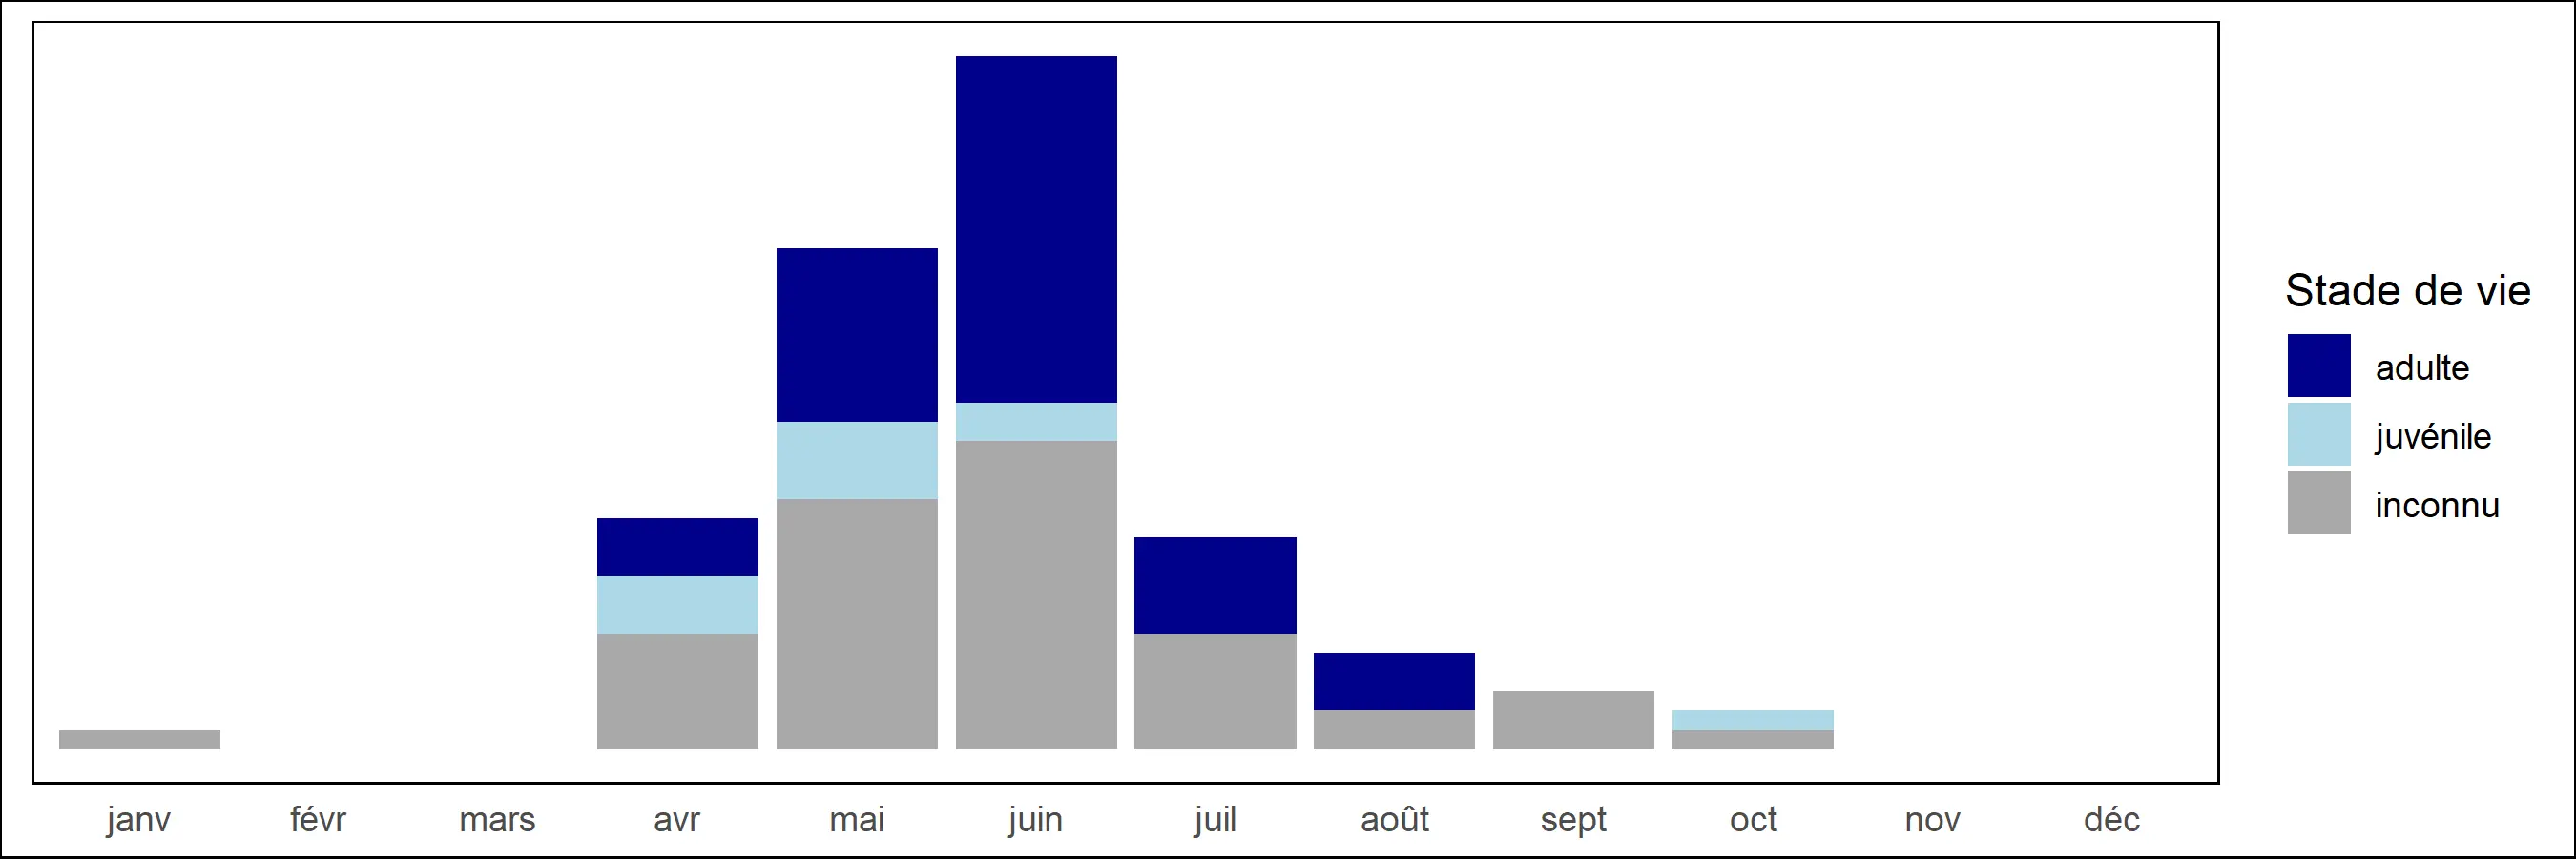 Stade de vie
adulte
juvénile
inconnu
janv févr mars avr mai juin juil août sept oct nov déc